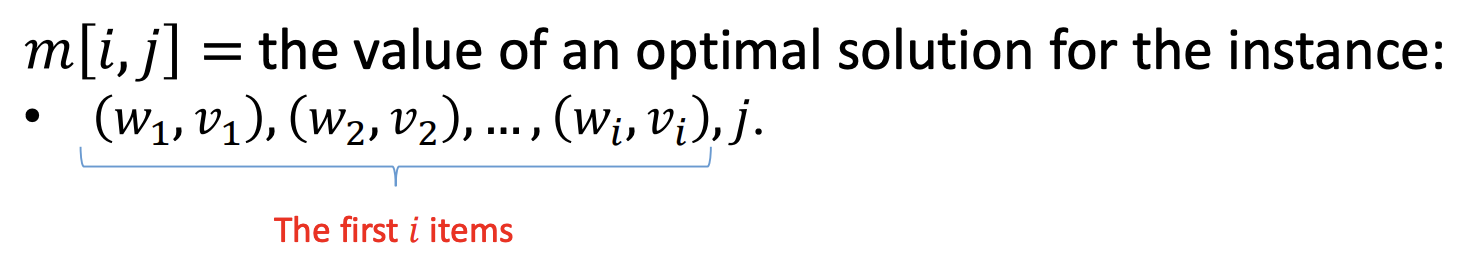 m[i, j] = the value of an optimal solution for the instance:
• (w₁, v₁), (w₂, v₂), … , (wᵢ, vᵢ), j.
The first i items